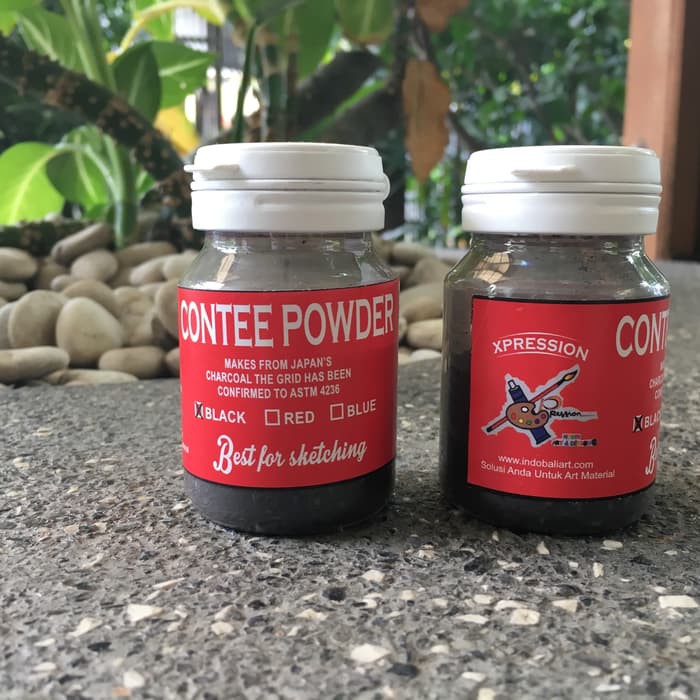 CONTEE POWDER
MAKES FROM JAPAN'S
CHARCOAL THE GRID HAS BEEN
CONFIRMED TO ASTM 4236
BLACK RED BLUE
Best for sketching
XPRESSION
www.indobaliart.com
Solusi Anda Untuk Art Material
CONT
BLAC